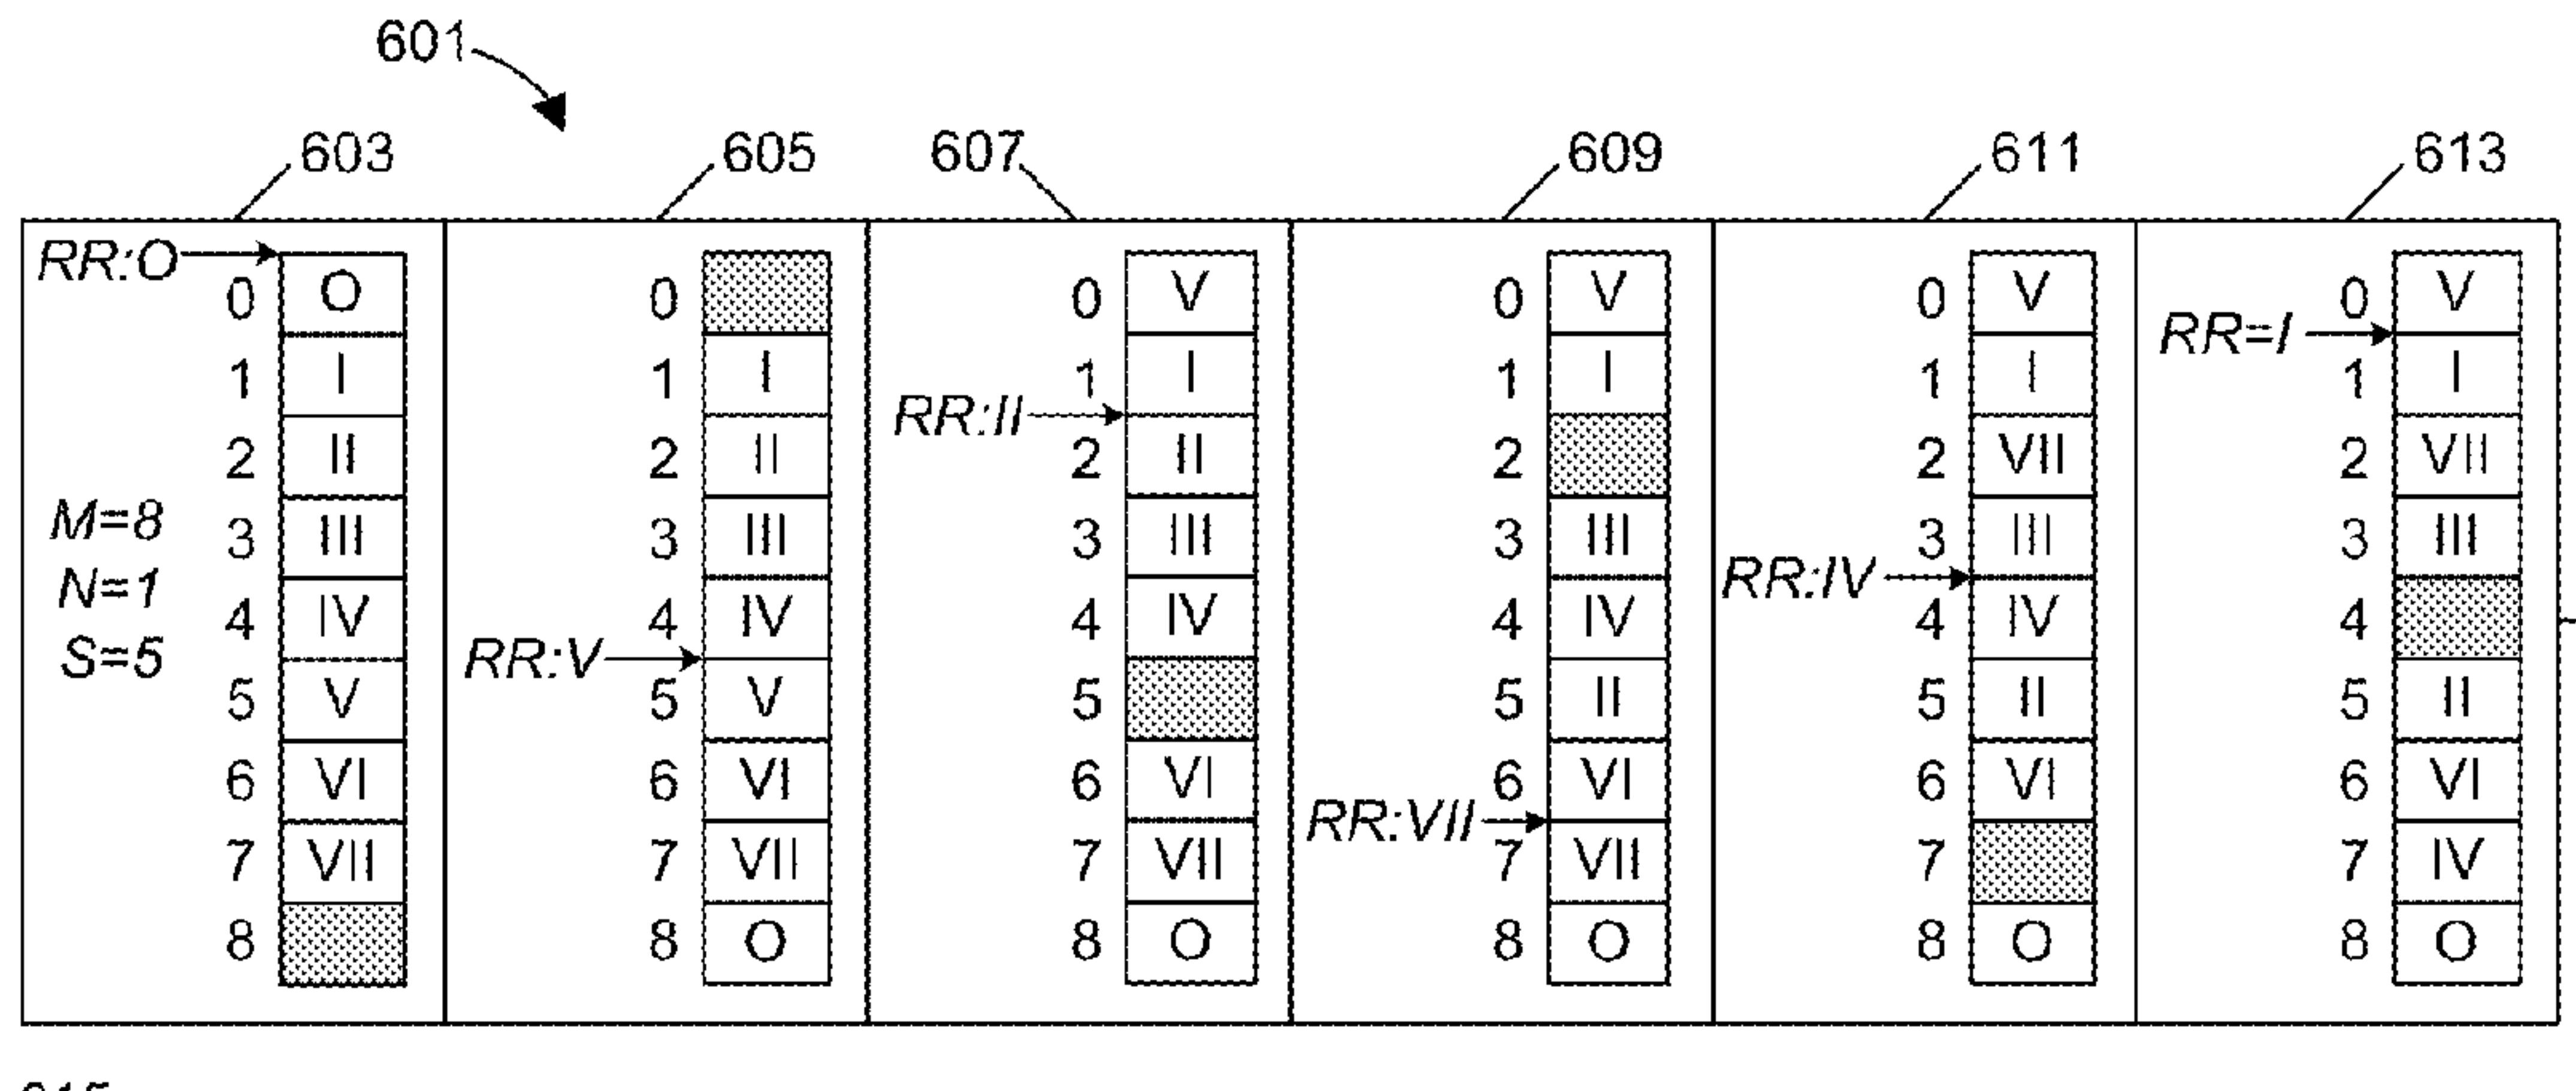 601
603 605 607 609 611 613
RR:O
0 O
1 I
2 II
3 III
4 IV
5 V
6 VI
7 VII
8
M=8
N=1
S=5
0
1 I
2 II
3 III
4 IV
RR:V
5 V
6 VI
7 VII
8 O
0 V
1 I
RR:II
2 II
3 III
4 IV
5
6 VI
7 VII
8 O
0 V
1 I
2
3 III
4 IV
5 II
6 VI
RR:VII
7 VII
8 O
0 V
1 I
2 VII
3 III
RR:IV
4 IV
5 II
6 VI
7
8 O
0 V
RR=I
1 I
2 VII
3 III
4
5 II
6 VI
7 IV
8 O